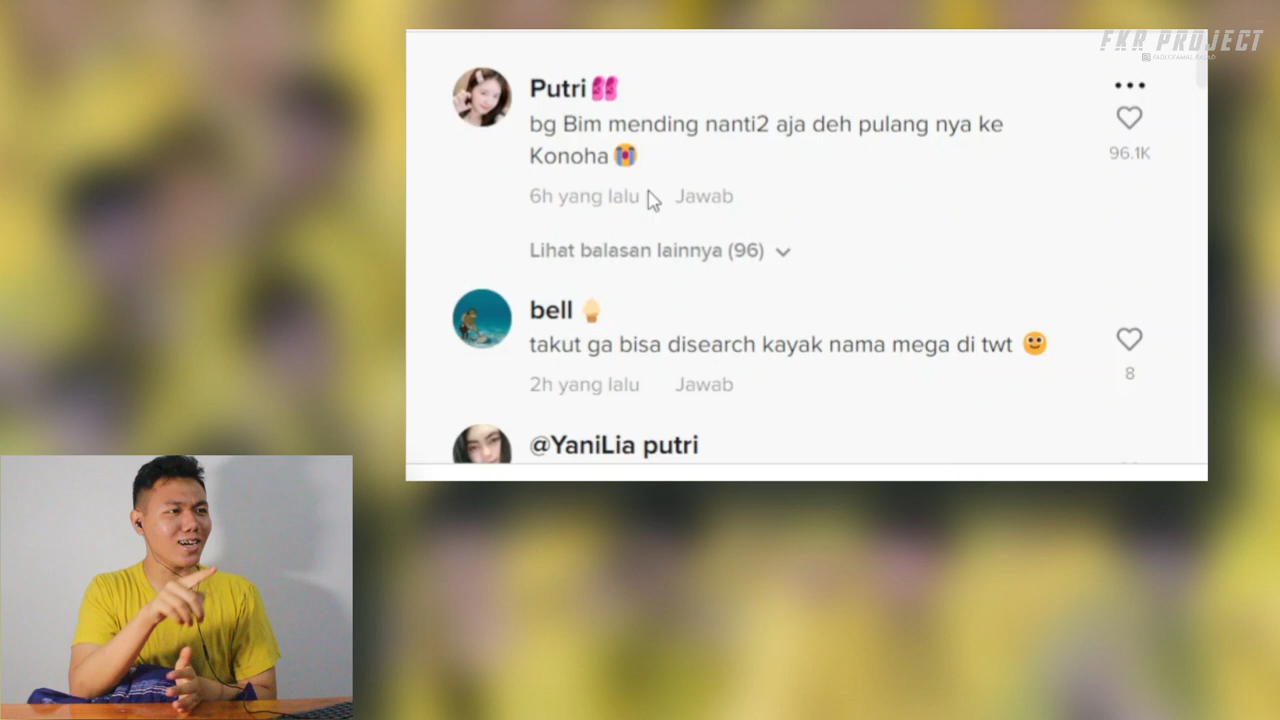 FKR PROJECT
Putri
bg Bim mending nanti2 aja deh pulang nya ke
Konoha
96.1K
6h yang lalu
Jawab
Lihat balasan lainnya (96)
bell
takut ga bisa disearch kayak nama mega di twt
8
2h yang lalu
Jawab
@YaniLia putri